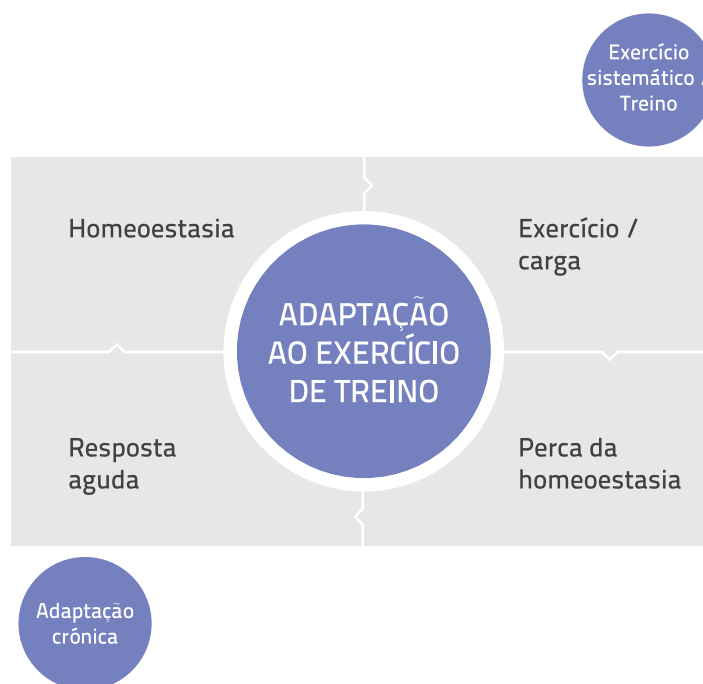 Exercício
sistemático /
Treino
Homeoestasia
Exercício /
carga
ADAPTAÇÃO
AO EXERCÍCIO
DE TREINO
Resposta
aguda
Perca da
homeoestasia
Adaptação
crónica